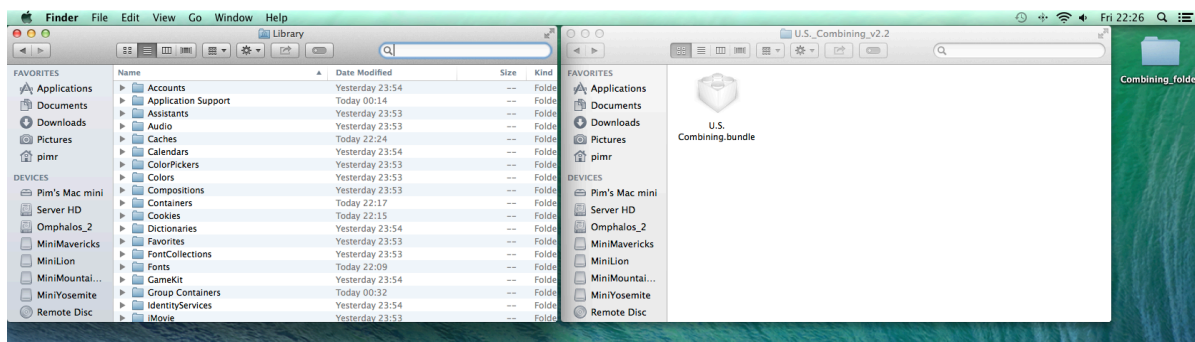 Finder File Edit View Go Window Help Fri 22:26
Library
FAVORITES
Applications
Documents
Downloads
Pictures
pimr
DEVICES
Pim's Mac mini
Server HD
Omphalos_2
MiniMavericks
MiniLion
MiniMountai...
MiniYosemite
Remote Disc
Name Date Modified Size Kind
Accounts Yesterday 23:54 -- Folde
Application Support Today 00:14 -- Folde
Assistants Yesterday 23:53 -- Folde
Audio Yesterday 23:53 -- Folde
Caches Today 22:24 -- Folde
Calendars Yesterday 23:54 -- Folde
ColorPickers Yesterday 23:53 -- Folde
Colors Yesterday 23:53 -- Folde
Compositions Yesterday 23:53 -- Folde
Containers Today 22:17 -- Folde
Cookies Today 22:15 -- Folde
Dictionaries Yesterday 23:54 -- Folde
Favorites Yesterday 23:53 -- Folde
FontCollections Yesterday 23:53 -- Folde
Fonts Today 22:09 -- Folde
GameKit Yesterday 23:54 -- Folde
Group Containers Today 00:32 -- Folde
IdentityServices Yesterday 23:54 -- Folde
iMovie Yesterday 23:53 -- Folde
U.S._Combining_v2.2
FAVORITES
Applications
Documents
Downloads
Pictures
pimr
DEVICES
Pim's Mac mini
Server HD
Omphalos_2
MiniMavericks
MiniLion
MiniMountai...
MiniYosemite
Remote Disc
U.S.
Combining.bundle
Combining_folde